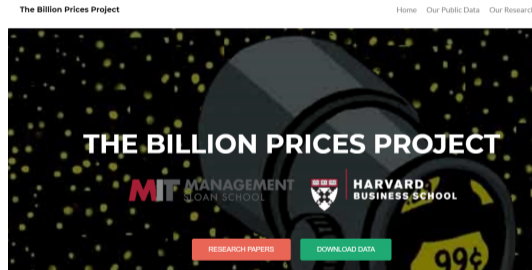 The Billion Prices Project
Home Our Public Data Our Research
THE BILLION PRICES PROJECT
MIT MANAGEMENT
SLOAN SCHOOL
HARVARD
BUSINESS SCHOOL
RESEARCH PAPERS DOWNLOAD DATA
99¢